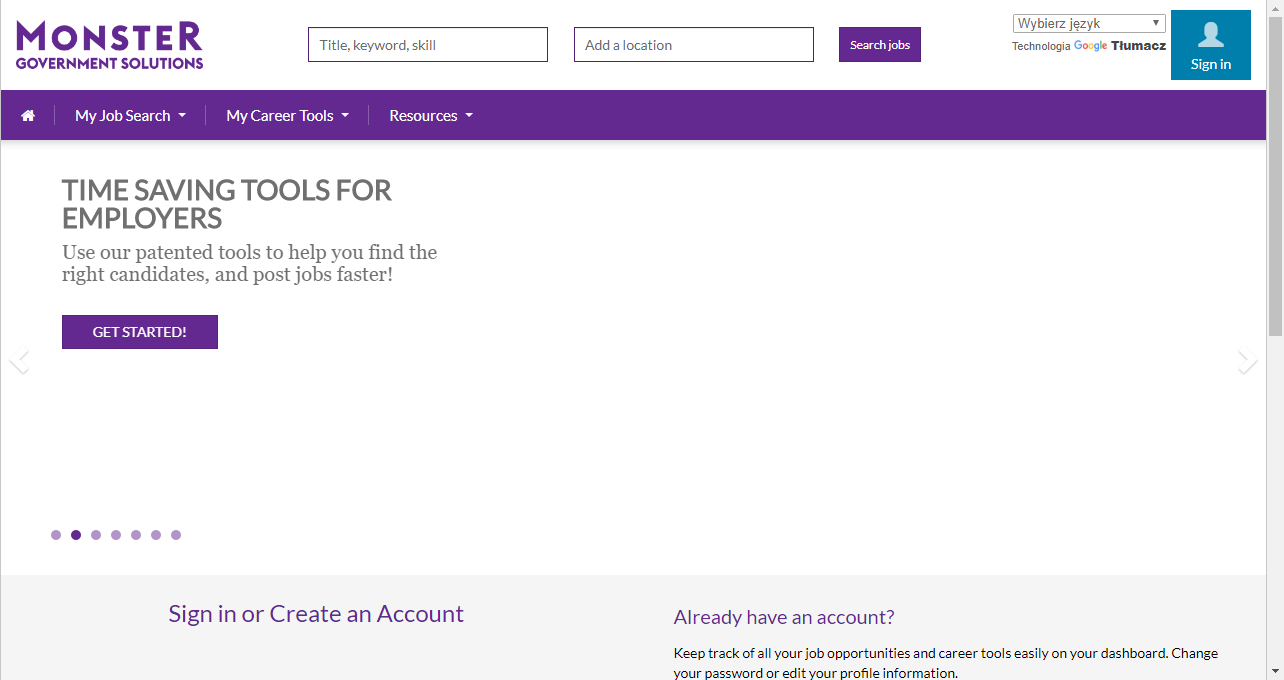 MONSTER
GOVERNMENT SOLUTIONS
Title, keyword, skill
Add a location
Search jobs
Wybierz język
Technologia Google Tłumacz
Sign in
My Job Search
My Career Tools
Resources
TIME SAVING TOOLS FOR
EMPLOYERS
Use our patented tools to help you find the
right candidates, and post jobs faster!
GET STARTED!
Sign in or Create an Account
Already have an account?
Keep track of all your job opportunities and career tools easily on your dashboard. Change
your password or edit your profile information.